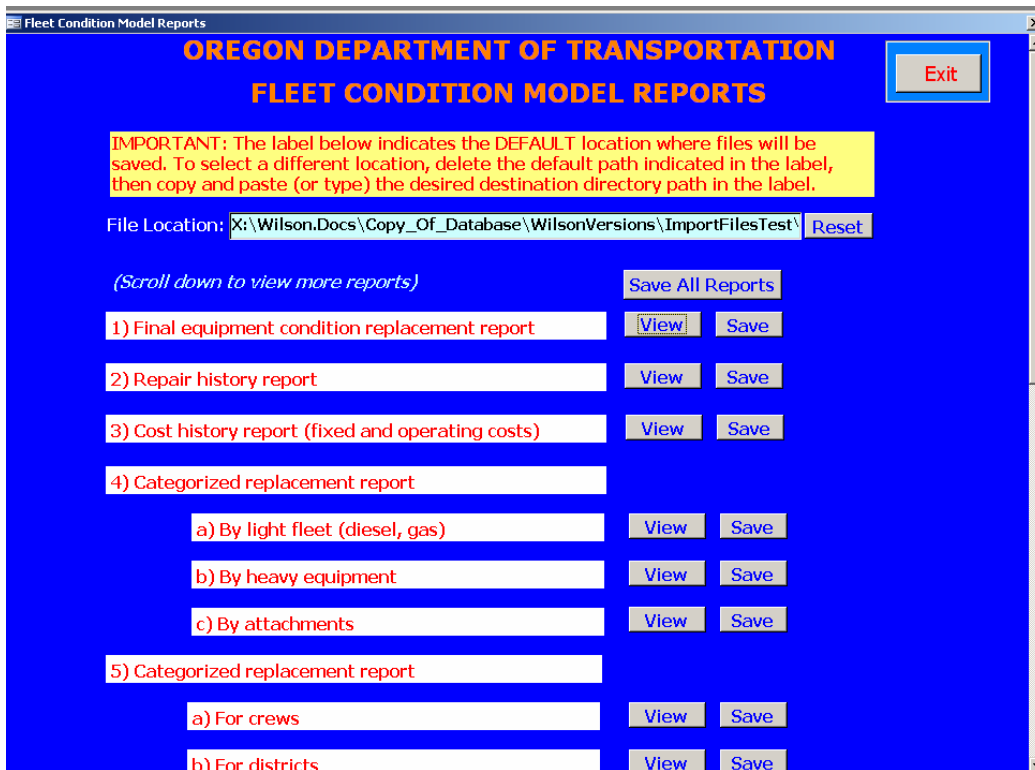 Fleet Condition Model Reports
OREGON DEPARTMENT OF TRANSPORTATION
FLEET CONDITION MODEL REPORTS
Exit
IMPORTANT: The label below indicates the DEFAULT location where files will be
saved. To select a different location, delete the default path indicated in the label,
then copy and paste (or type) the desired destination directory path in the label.
File Location: X:\Wilson.Docs\Copy_Of_Database\WilsonVersions\ImportFilesTest\ Reset
(Scroll down to view more reports) Save All Reports
1) Final equipment condition replacement report View Save
2) Repair history report View Save
3) Cost history report (fixed and operating costs) View Save
4) Categorized replacement report
a) By light fleet (diesel, gas) View Save
b) By heavy equipment View Save
c) By attachments View Save
5) Categorized replacement report
a) For crews View Save
b) For districts View Save